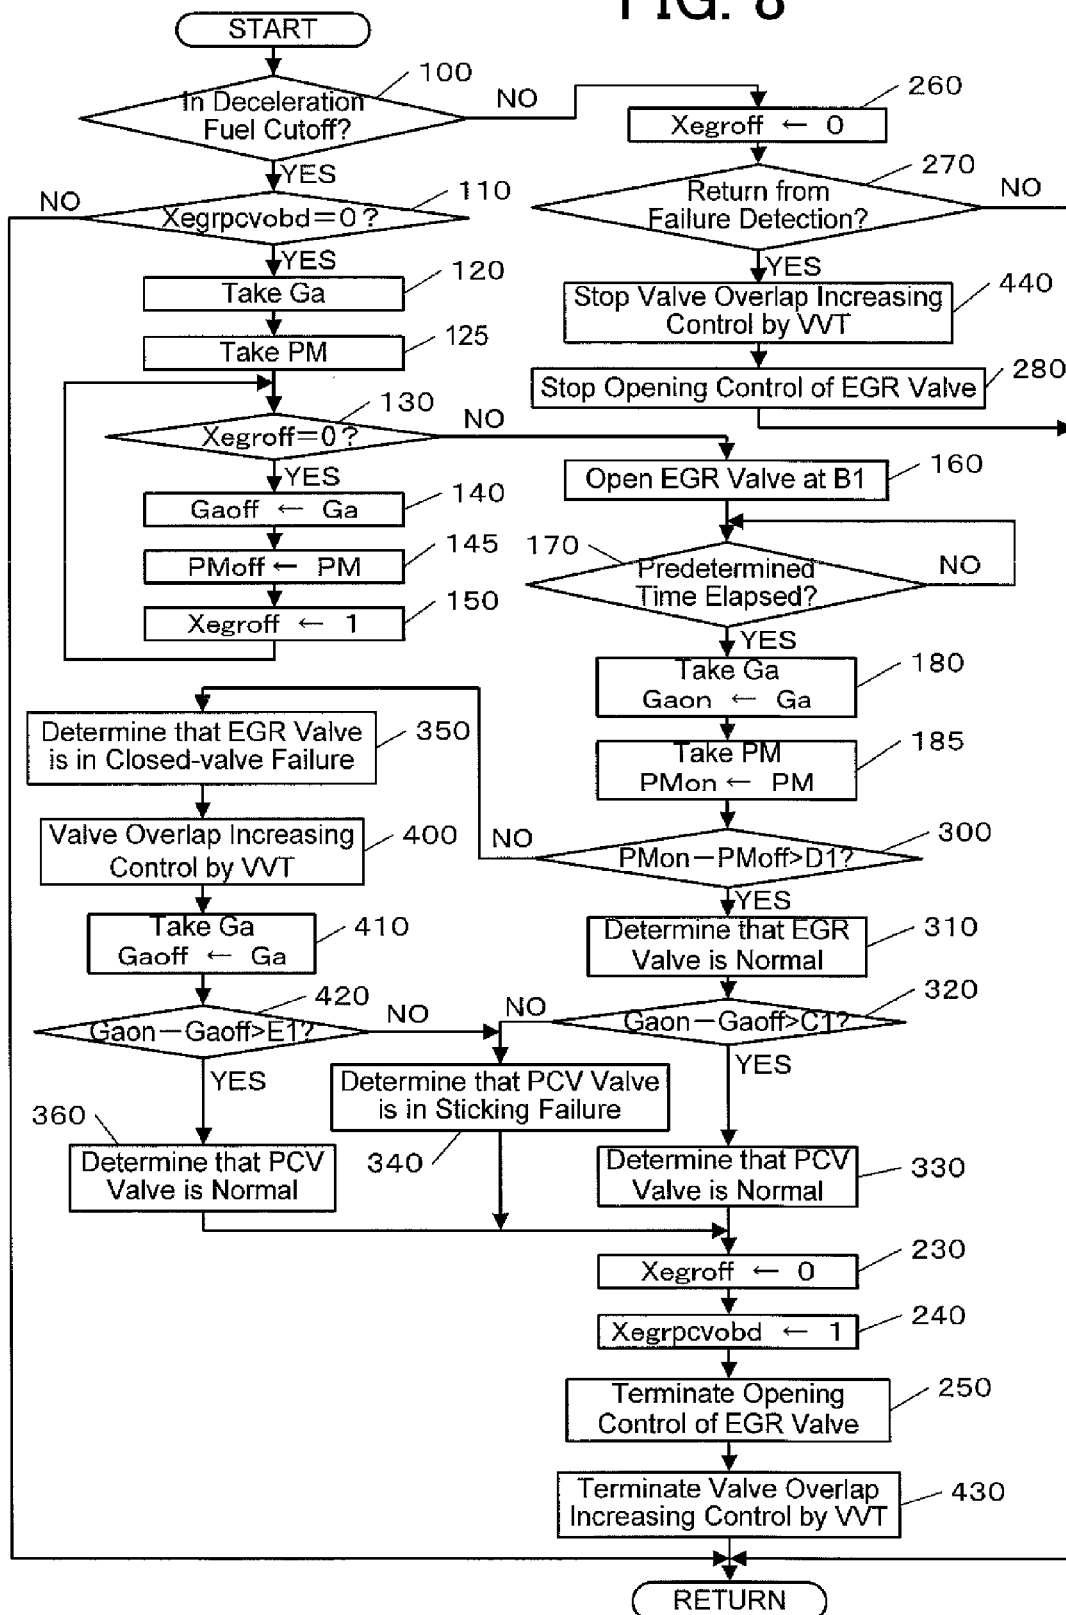 FIG. 8
START
100
In Deceleration
Fuel Cutoff?
NO
YES
260
Xegroff ← 0
110
NO
Xegrpcvobd=0?
YES
270
Return from
Failure Detection?
NO
YES
120
Take Ga
440
Stop Valve Overlap Increasing
Control by VVT
125
Take PM
280
Stop Opening Control of EGR Valve
130
Xegroff=0?
NO
YES
160
Open EGR Valve at B1
140
Gaoff ← Ga
145
PMoff ← PM
170
Predetermined
Time Elapsed?
NO
YES
150
Xegroff ← 1
180
Take Ga
Gaon ← Ga
350
Determine that EGR Valve
is in Closed-valve Failure
185
Take PM
PMon ← PM
400
Valve Overlap Increasing
Control by VVT
300
NO
PMon－PMoff>D1?
YES
410
Take Ga
Gaoff ← Ga
310
Determine that EGR
Valve is Normal
420
Gaon－Gaoff>E1?
NO
YES
320
NO
Gaon－Gaoff>C1?
YES
Determine that PCV Valve
is in Sticking Failure
340
360
Determine that PCV
Valve is Normal
330
Determine that PCV
Valve is Normal
230
Xegroff ← 0
240
Xegrpcvobd ← 1
250
Terminate Opening
Control of EGR Valve
430
Terminate Valve Overlap
Increasing Control by VVT
RETURN